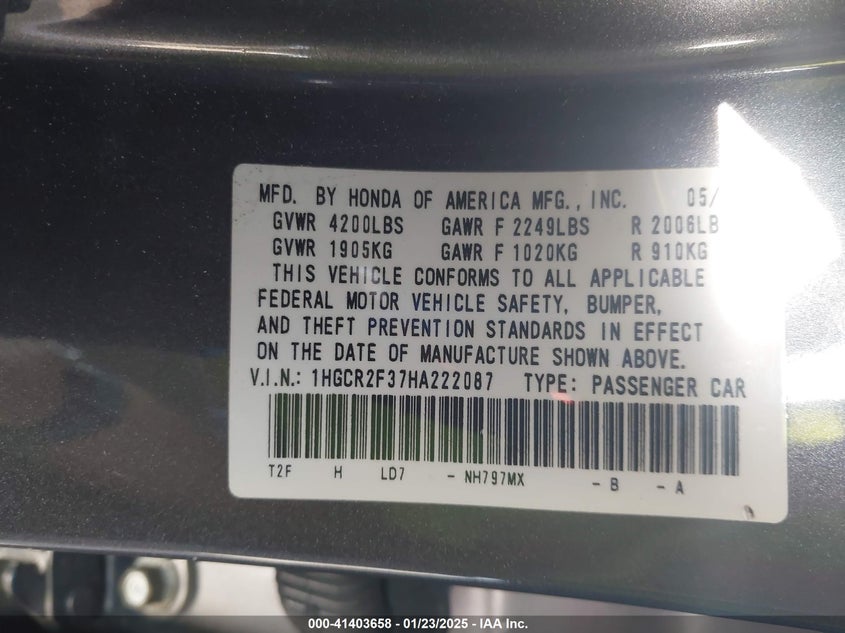 MFD. BY HONDA OF AMERICA MFG., INC. 05/
GVWR 4200LBS GAWR F 2249LBS R 2006LB
GVWR 1905KG GAWR F 1020KG R 910KG
THIS VEHICLE CONFORMS TO ALL APPLICABLE
FEDERAL MOTOR VEHICLE SAFETY, BUMPER,
AND THEFT PREVENTION STANDARDS IN EFFECT
ON THE DATE OF MANUFACTURE SHOWN ABOVE.
V.I.N.: 1HGCR2F37HA222087 TYPE: PASSENGER CAR
T2F H LD7 - NH797MX - B - A
000-41403658 - 01/23/2025 - IAA Inc.